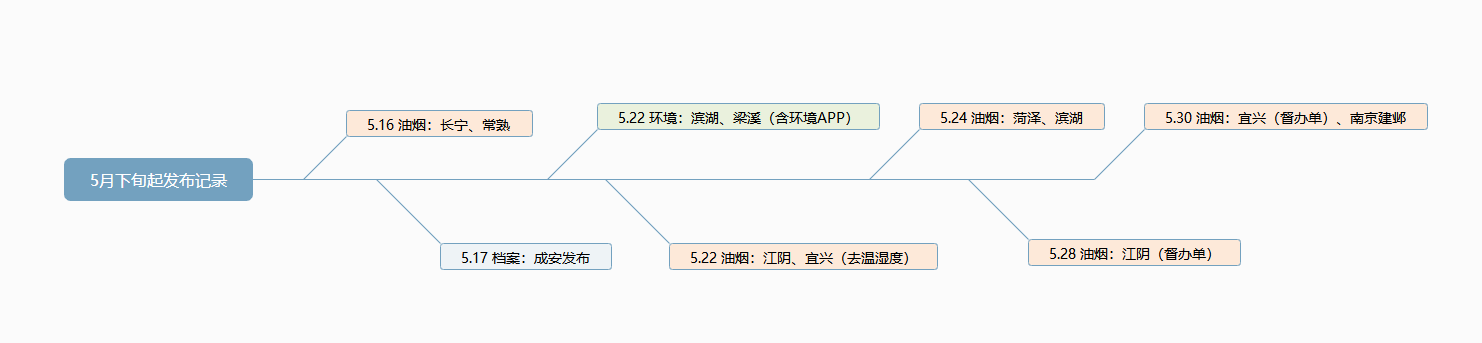 5月下旬起发布记录
5.16 油烟：长宁、常熟
5.17 档案：成安发布
5.22 环境：滨湖、梁溪（含环境APP）
5.22 油烟：江阴、宜兴（去温湿度）
5.24 油烟：菏泽、滨湖
5.28 油烟：江阴（督办单）
5.30 油烟：宜兴（督办单）、南京建邺